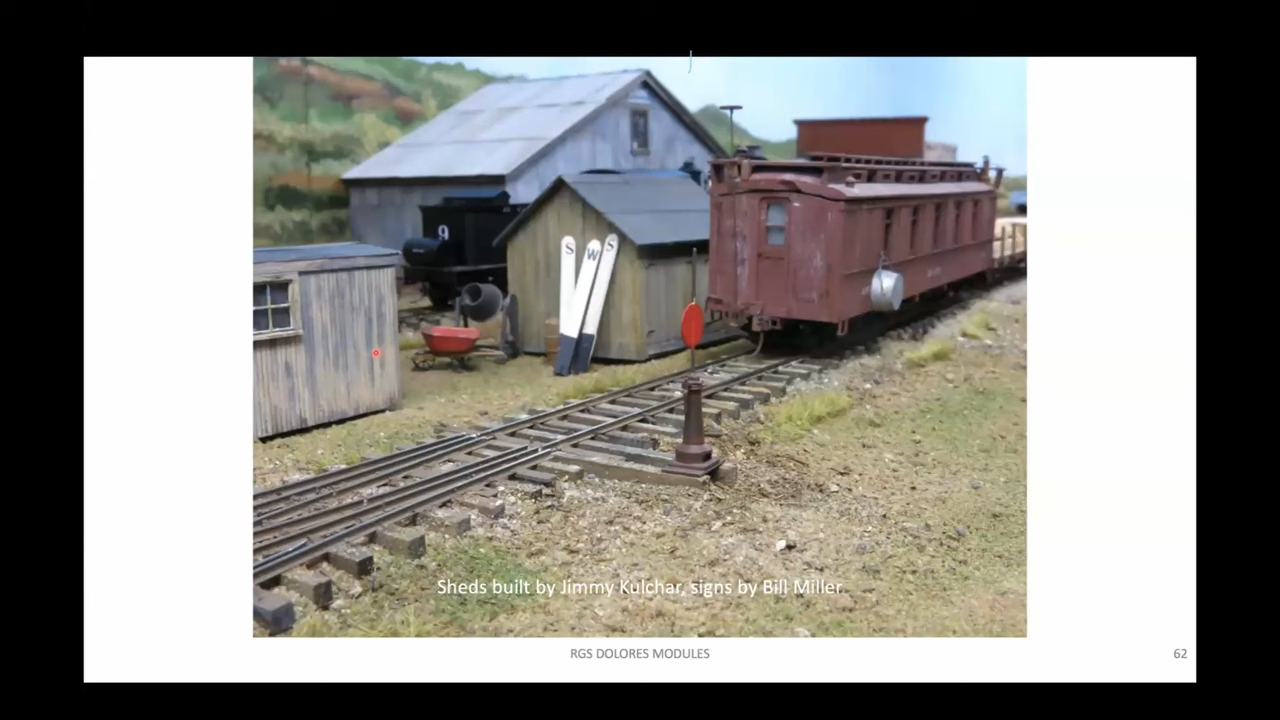 9
S W S
Sheds built by Jimmy Kulchar, signs by Bill Miller
RGS DOLORES MODULES
62